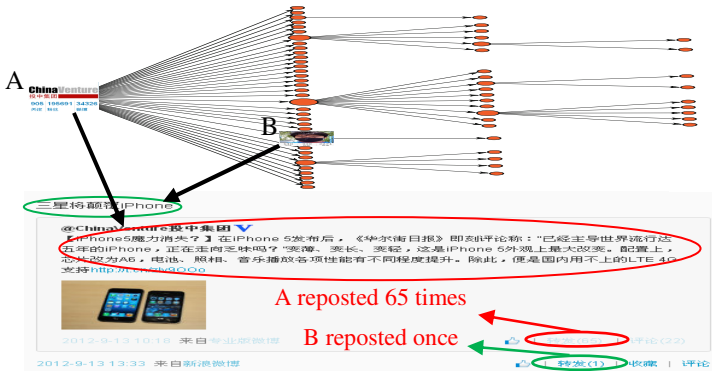 A
ChinaVenture
投中集团
908 195691 34326
B
三星将颠覆iPhone
@ChinaVenture投中集团
【iPhone5魔力消失?】在iPhone 5发布后，《华尔街日报》即刻评论称："已经主导世界流行达
五年的iPhone，正在走向乏味吗？"变薄、变长、变轻，这是iPhone 5外观上最大改变。配置上，
芯片改为A6，电池、照相、音乐播放各项性能有不同程度提升。除此，便是国内用不上的LTE 4G
支持
A reposted 65 times
2012-9-13 10:18 来自专业版微博
转发(65) | 评论(22)
B reposted once
2012-9-13 13:33 来自新浪微博
转发(1) | 收藏 | 评论